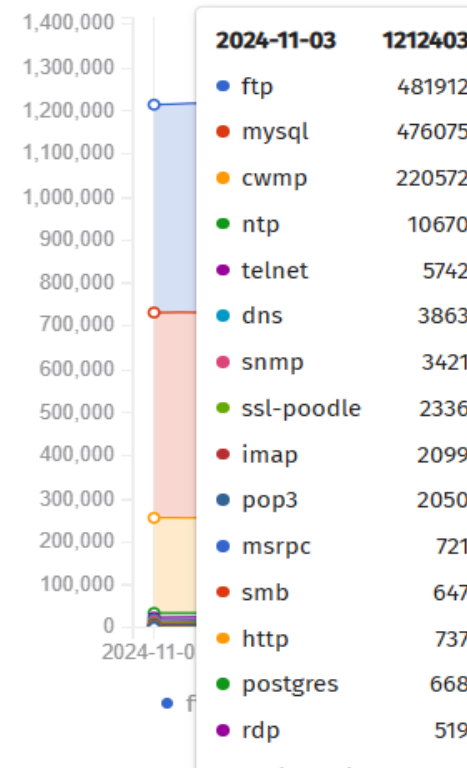 1,400,000
1,300,000
1,200,000
1,100,000
1,000,000
900,000
800,000
700,000
600,000
500,000
400,000
300,000
200,000
100,000
0
2024-11-0
f
2024-11-03 1212403
ftp 481912
mysql 476075
cwmp 220572
ntp 10670
telnet 5742
dns 3863
snmp 3421
ssl-poodle 2336
imap 2099
pop3 2050
msrpc 721
smb 647
http 737
postgres 668
rdp 519